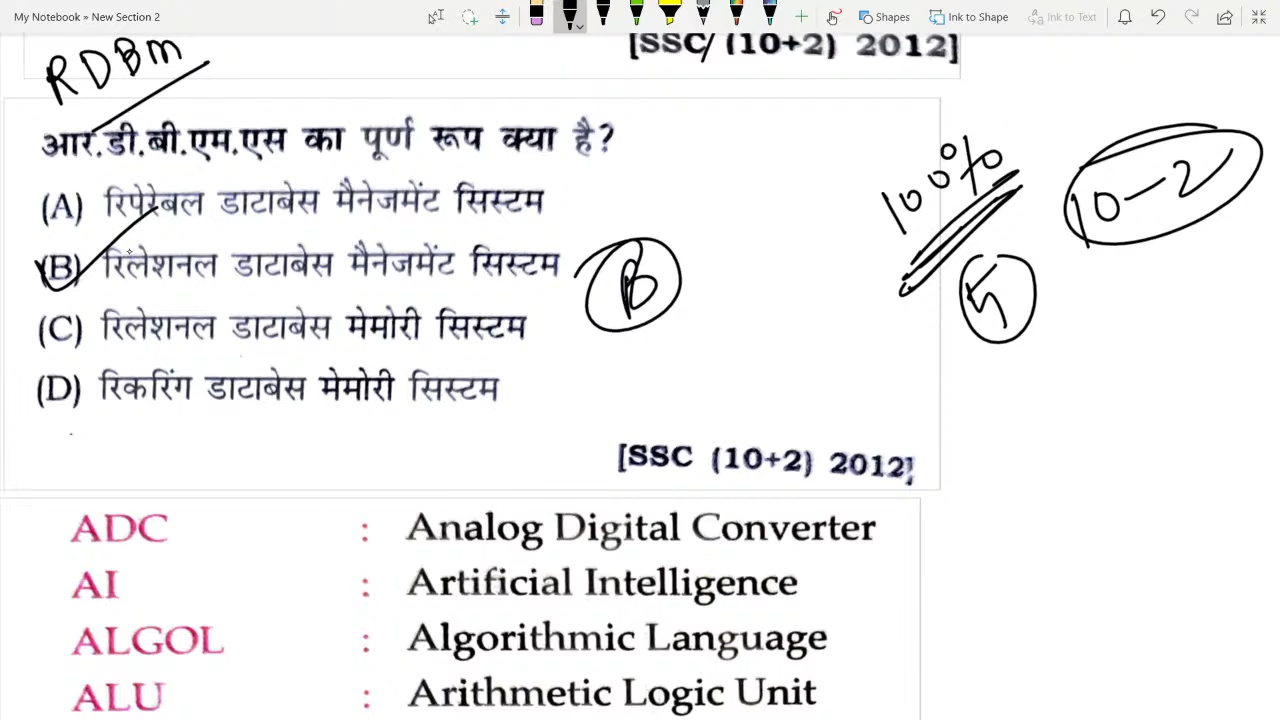 My Notebook » New Section 2
Shapes
Ink to Shape
Ink to Text
[SSC (10+2) 2012]
RDBM
आर.डी.बी.एम.एस का पूर्ण रूप क्या है?
(A) रिपेरेबल डाटाबेस मैनेजमेंट सिस्टम
(B) रिलेशनल डाटाबेस मैनेजमेंट सिस्टम
B
(C) रिलेशनल डाटाबेस मेमोरी सिस्टम
(D) रिकरिंग डाटाबेस मेमोरी सिस्टम
100%
10-2
[SSC (10+2) 2012]
ADC : Analog Digital Converter
AI : Artificial Intelligence
ALGOL : Algorithmic Language
ALU : Arithmetic Logic Unit